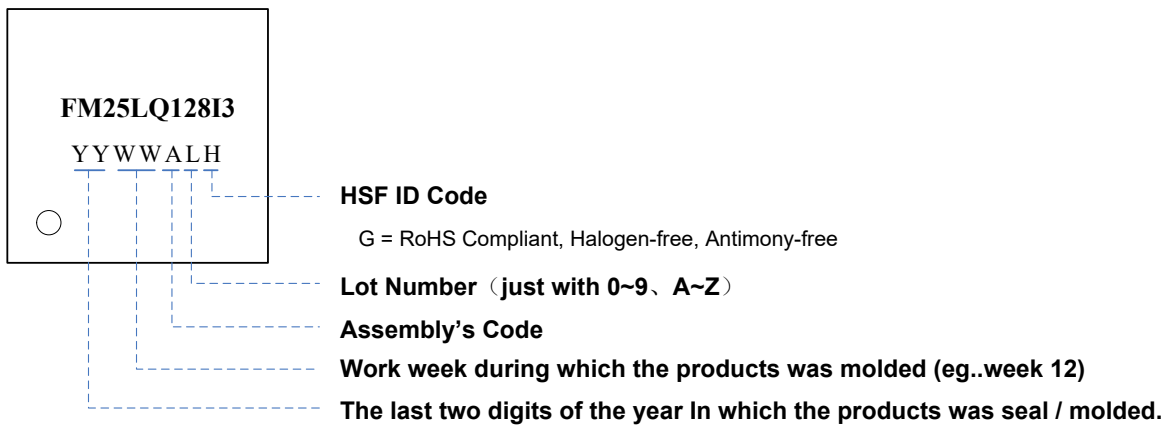 FM25LQ128I3
YYWWALH
HSF ID Code
G = RoHS Compliant, Halogen-free, Antimony-free
Lot Number（just with 0~9、A~Z）
Assembly's Code
Work week during which the products was molded (eg..week 12)
The last two digits of the year In which the products was seal / molded.